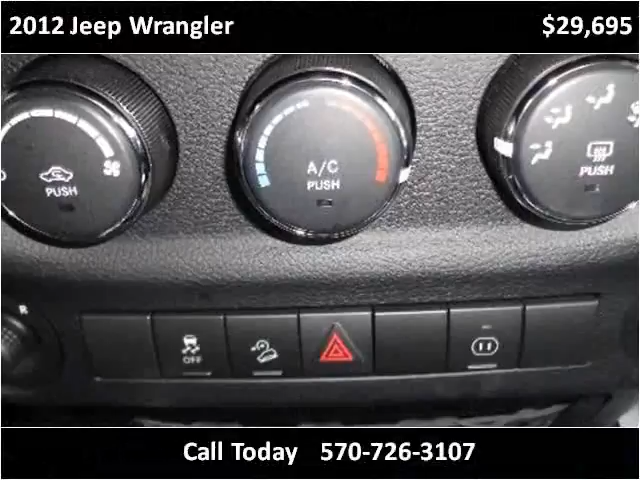 2012 Jeep Wrangler $29,695
PUSH
A/C
PUSH
PUSH
R
OFF
Call Today 570-726-3107